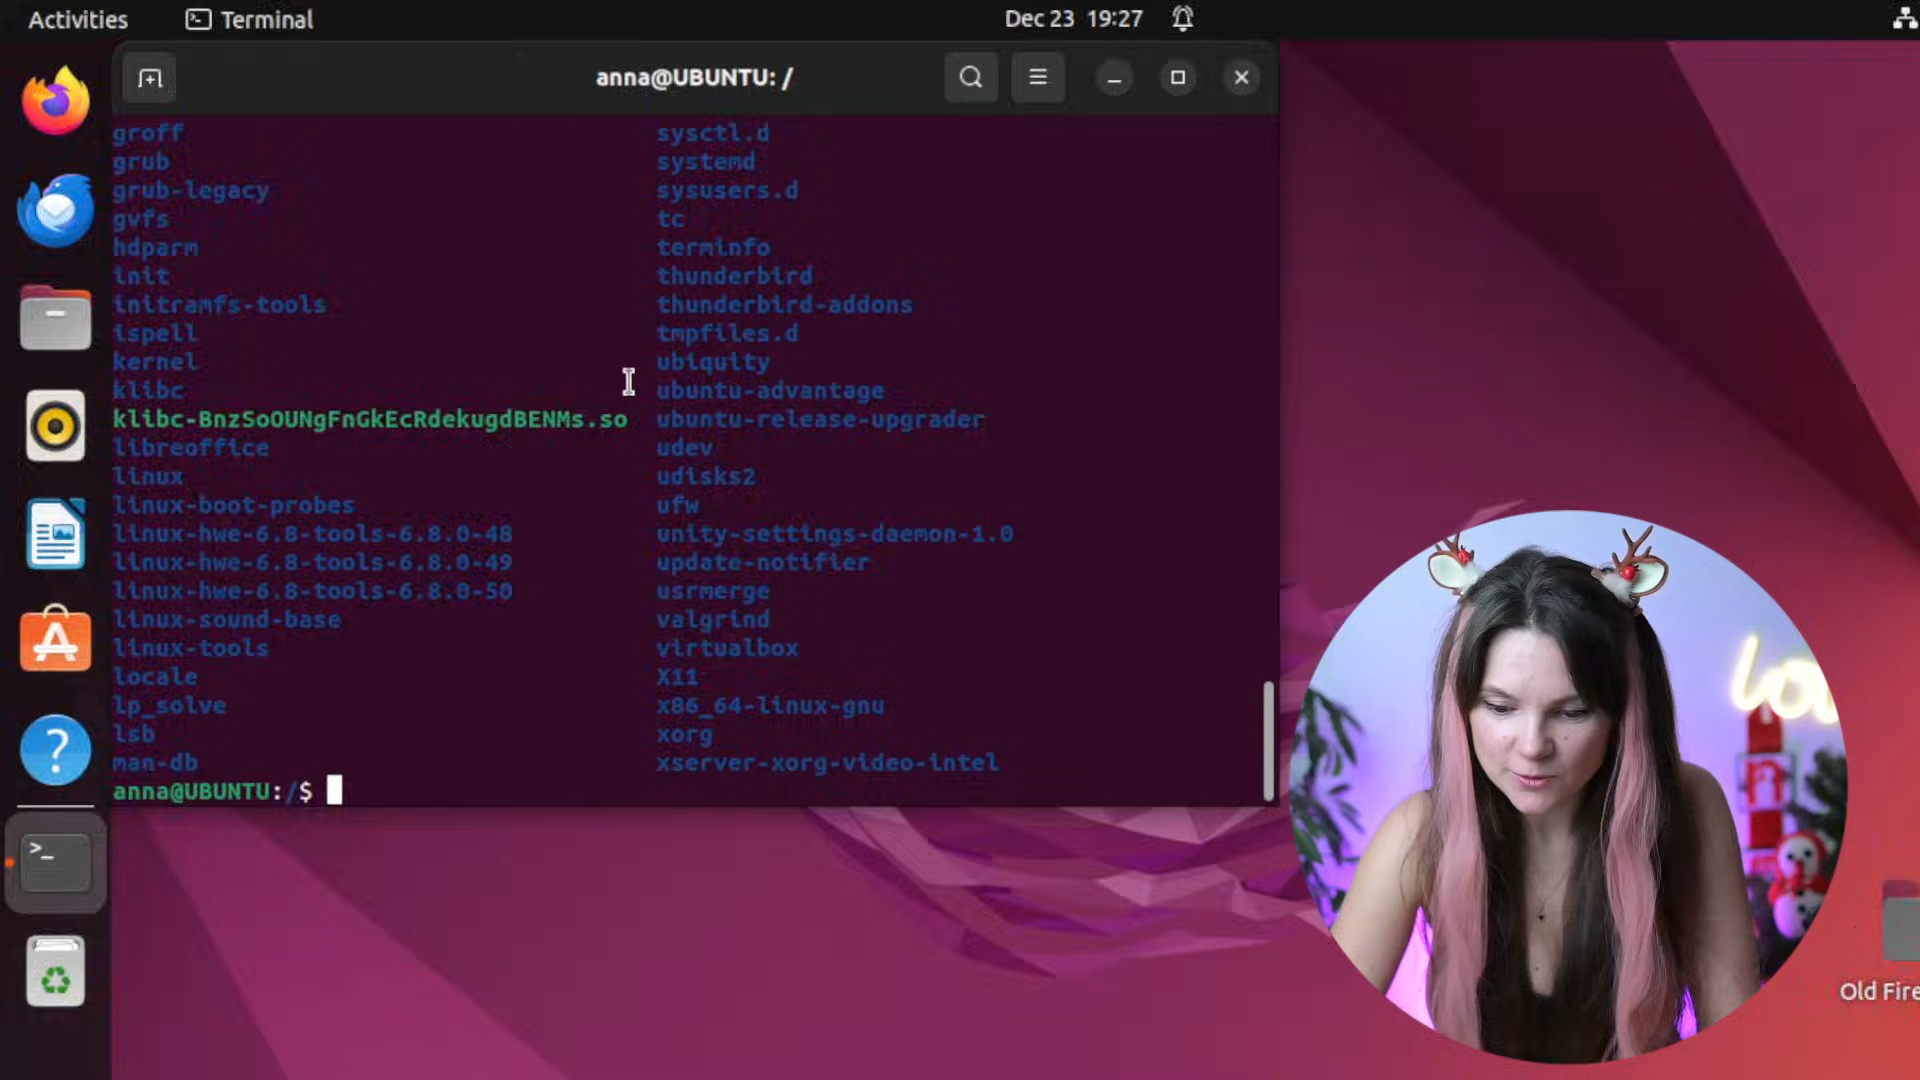 Activities Terminal Dec 23 19:27
anna@UBUNTU: /
groff sysctl.d
grub systemd
grub-legacy sysusers.d
gvfs tc
hdparm terminfo
init thunderbird
initramfs-tools thunderbird-addons
ispell tmpfiles.d
kernel ubiquity
klibc ubuntu-advantage
klibc-BnzSoOUNgFnGkEcRdekugdBENMs.so ubuntu-release-upgrader
libreoffice udev
linux udisks2
linux-boot-probes ufw
linux-hwe-6.8-tools-6.8.0-48 unity-settings-daemon-1.0
linux-hwe-6.8-tools-6.8.0-49 update-notifier
linux-hwe-6.8-tools-6.8.0-50 usrmerge
linux-sound-base valgrind
linux-tools virtualbox
locale X11
lp_solve x86_64-linux-gnu
lsb xorg
man-db xserver-xorg-video-intel
anna@UBUNTU:/$
Old Fire